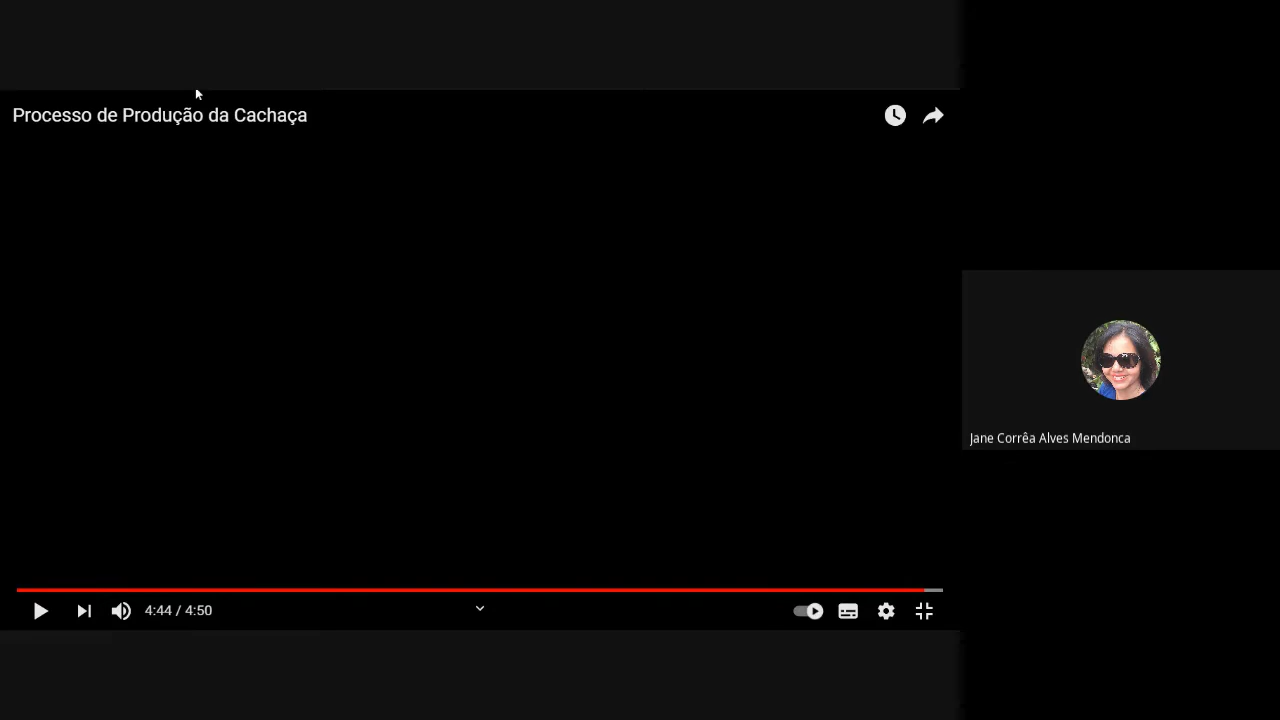 Processo de Produção da Cachaça
Jane Corrêa Alves Mendonca
4:44 / 4:50